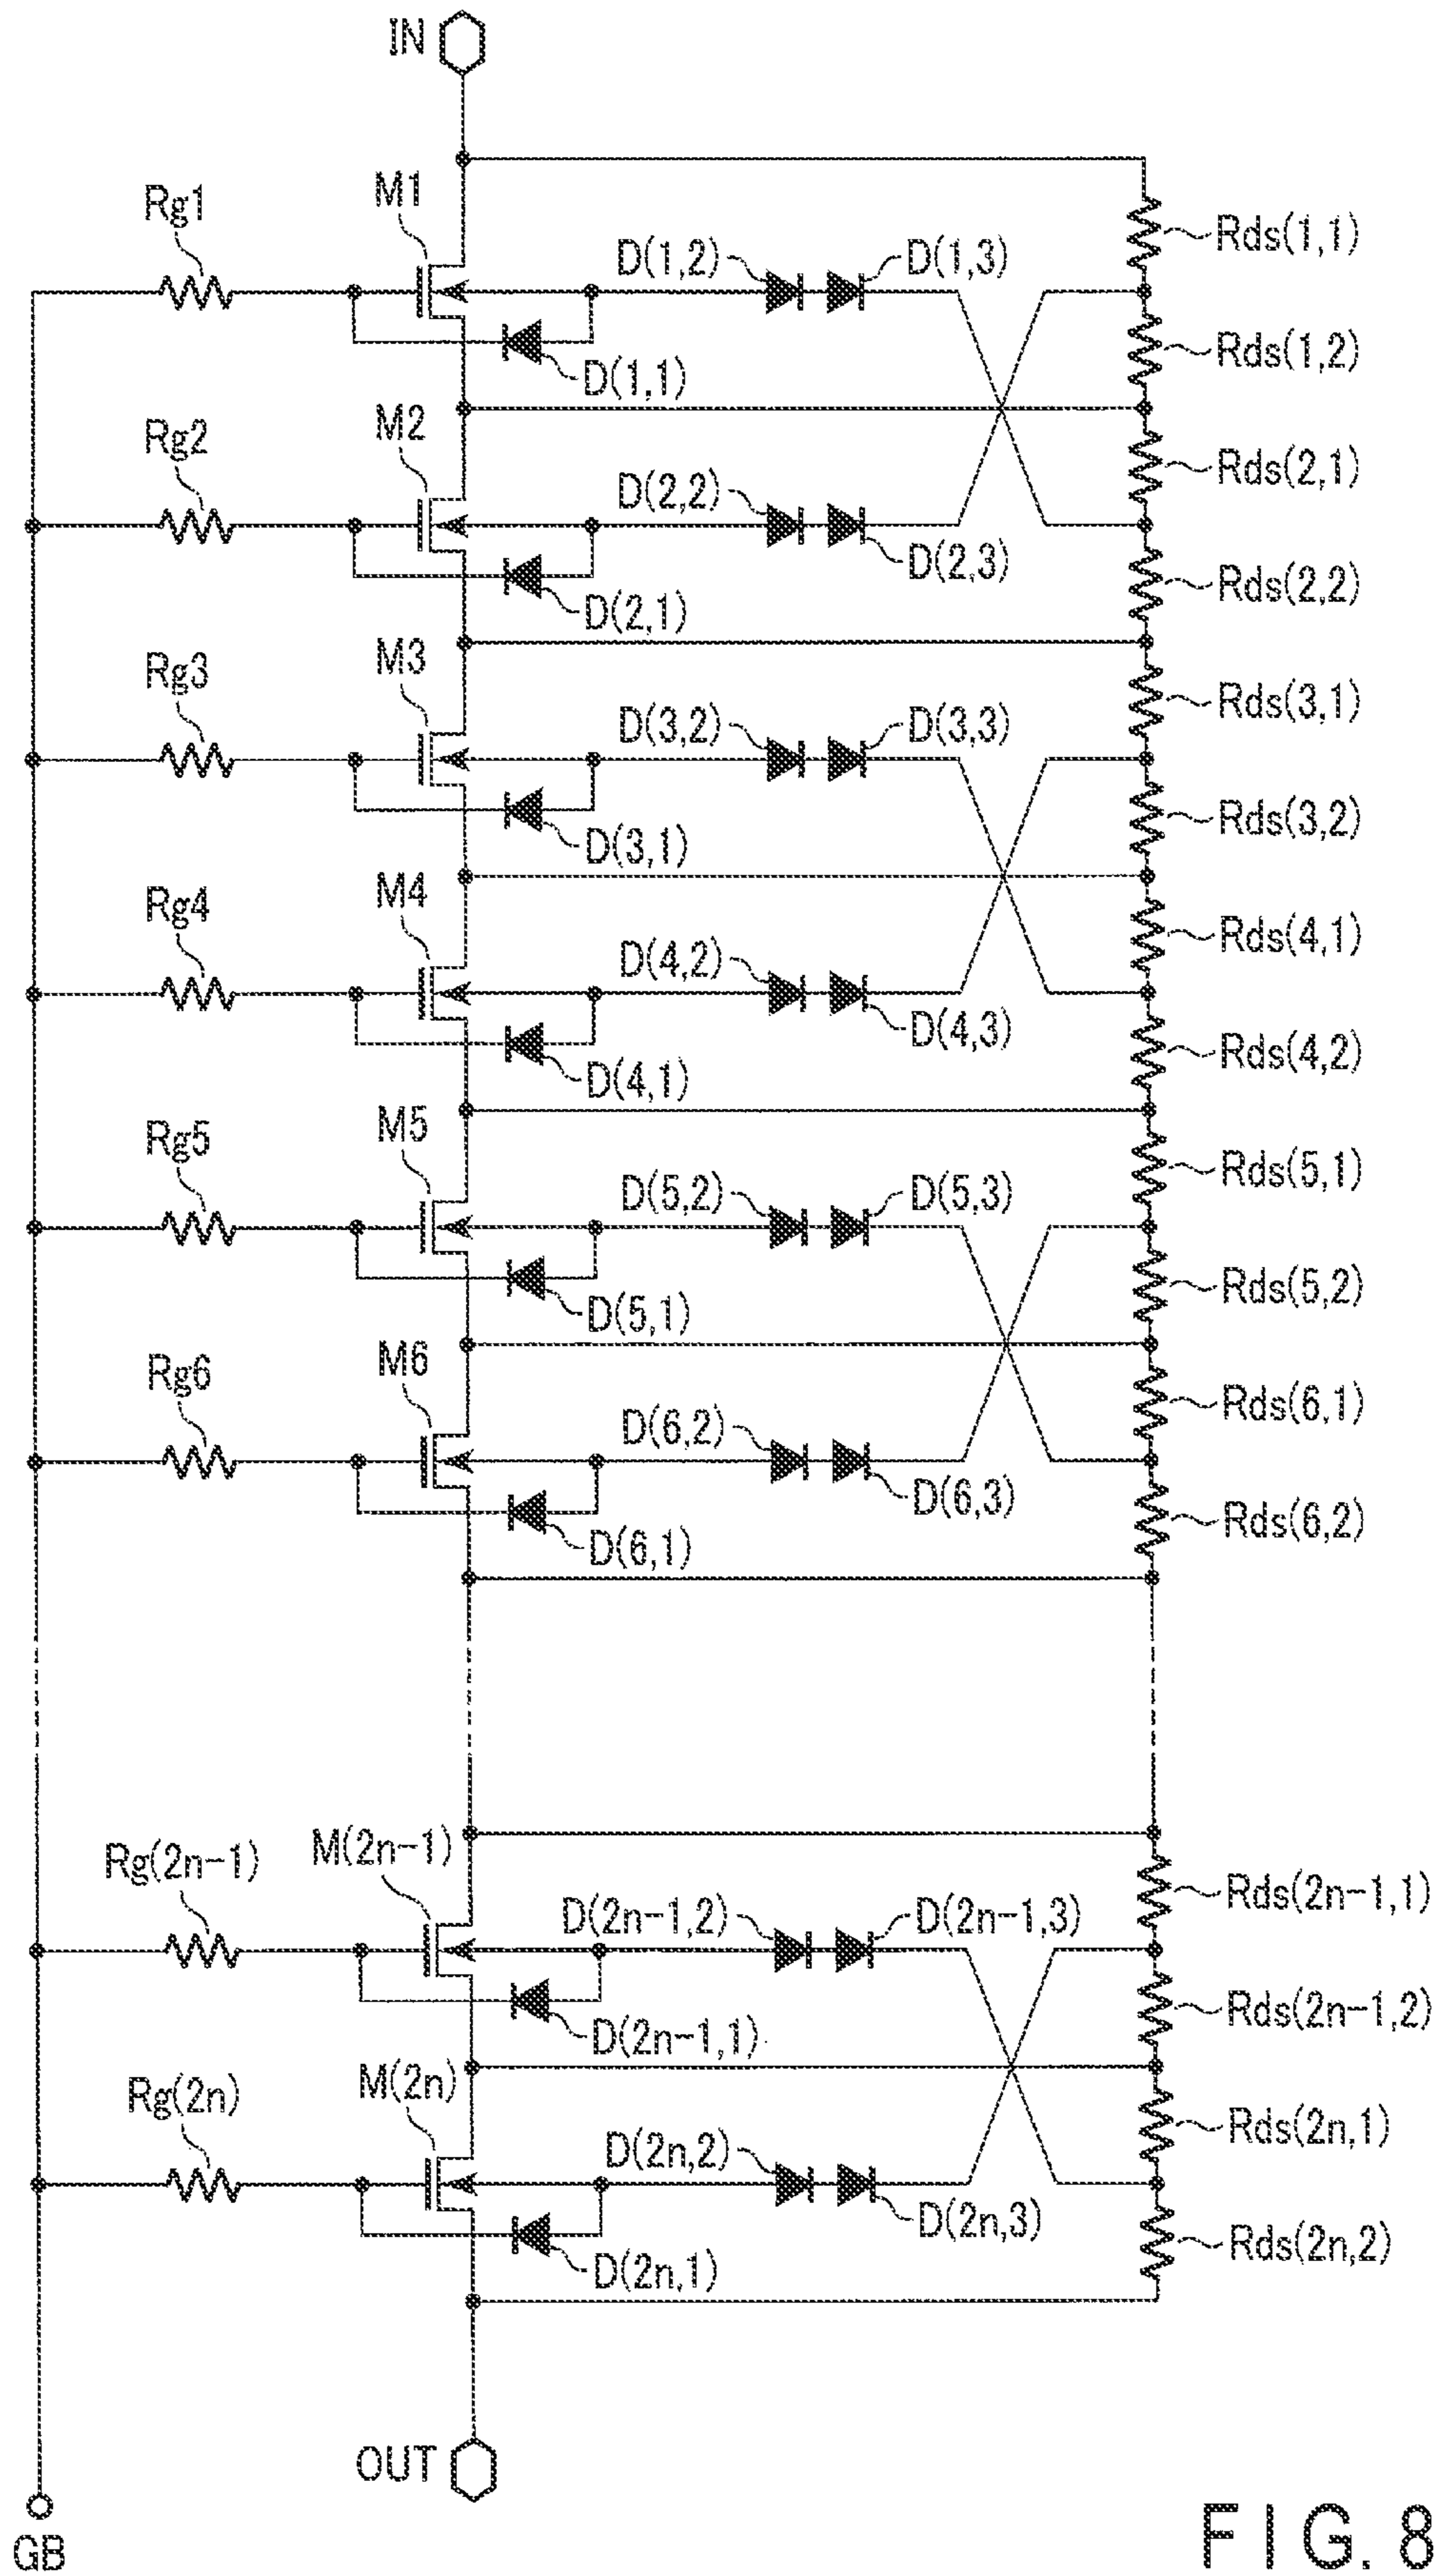 IN
Rg1
M1
D(1,2)
D(1,3)
Rds(1,1)
D(1,1)
Rds(1,2)
Rg2
M2
D(2,2)
Rds(2,1)
D(2,3)
D(2,1)
Rds(2,2)
Rg3
M3
D(3,2)
D(3,3)
Rds(3,1)
D(3,1)
Rds(3,2)
Rg4
M4
D(4,2)
Rds(4,1)
D(4,3)
D(4,1)
Rds(4,2)
Rg5
M5
D(5,2)
D(5,3)
Rds(5,1)
D(5,1)
Rds(5,2)
Rg6
M6
D(6,2)
Rds(6,1)
D(6,3)
D(6,1)
Rds(6,2)
Rg(2n-1)
M(2n-1)
D(2n-1,2)
D(2n-1,3)
Rds(2n-1,1)
D(2n-1,1)
Rds(2n-1,2)
Rg(2n)
M(2n)
D(2n,2)
Rds(2n,1)
D(2n,3)
D(2n,1)
Rds(2n,2)
OUT
GB
FIG. 8